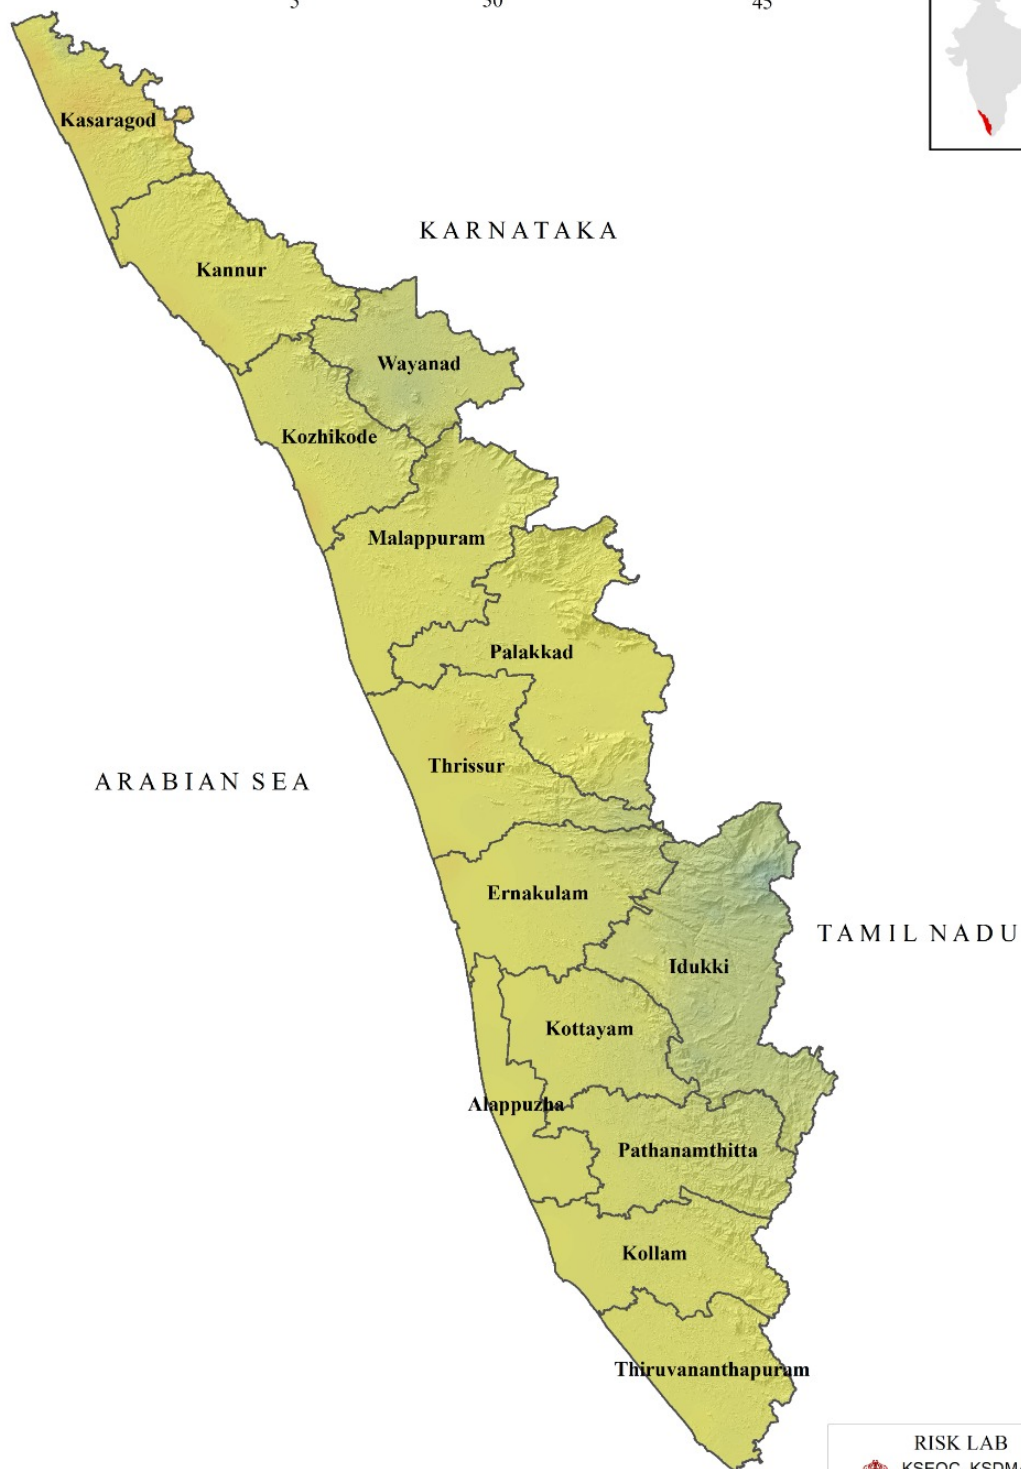 5 30 45
Kasaragod
KARNATAKA
Kannur
Wayanad
Kozhikode
Malappuram
Palakkad
Thrissur
ARABIAN SEA
Ernakulam
TAMIL NADU
Idukki
Kottayam
Alappuzha
Pathanamthitta
Kollam
Thiruvananthapuram
RISK LAB